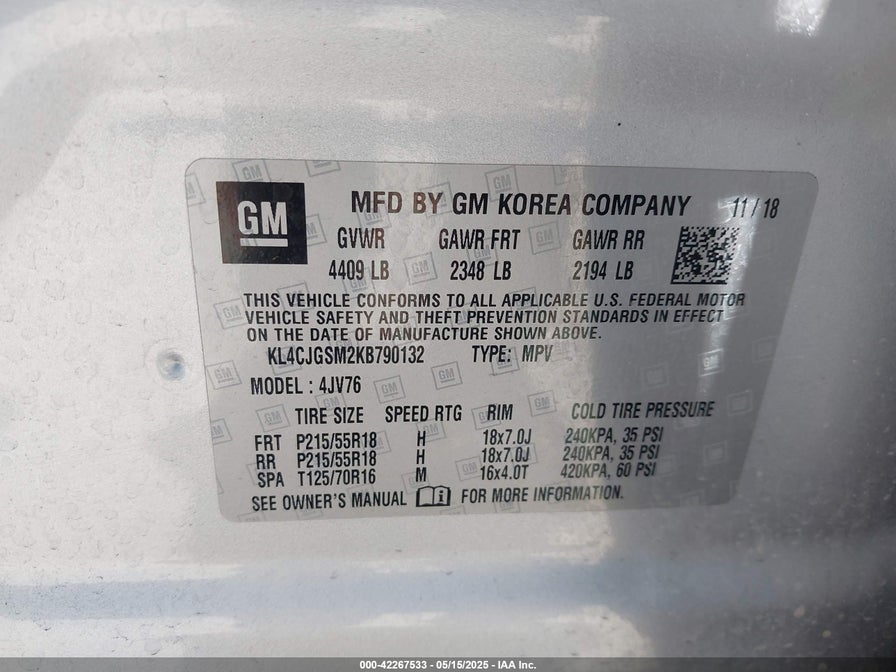 GM
MFD BY GM KOREA COMPANY 11/18
GVWR GAWR FRT GAWR RR
4409 LB 2348 LB 2194 LB
THIS VEHICLE CONFORMS TO ALL APPLICABLE U.S. FEDERAL MOTOR
VEHICLE SAFETY AND THEFT PREVENTION STANDARDS IN EFFECT
ON THE DATE OF MANUFACTURE SHOWN ABOVE.
KL4CJGSM2KB790132 TYPE: MPV
MODEL : 4JV76
TIRE SIZE SPEED RTG RIM COLD TIRE PRESSURE
FRT P215/55R18 H 18x7.0J 240KPA, 35 PSI
RR P215/55R18 H 18x7.0J 240KPA, 35 PSI
SPA T125/70R16 M 16x4.0T 420KPA, 60 PSI
SEE OWNER'S MANUAL FOR MORE INFORMATION.
000-42267533 - 05/15/2025 - IAA Inc.